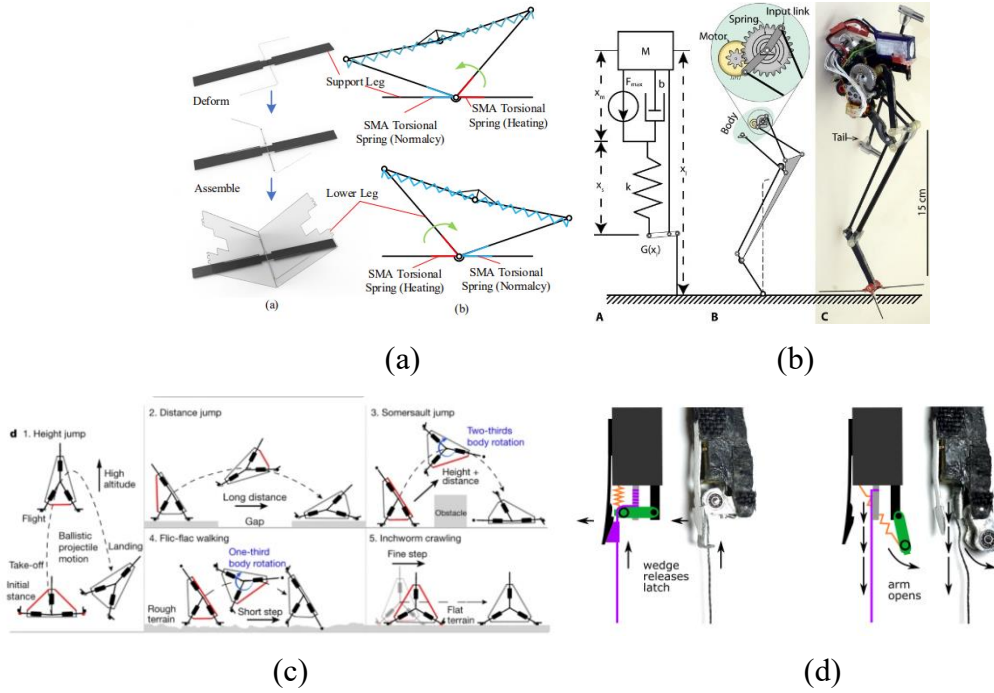 Deform
Support Leg
Assemble
Lower Leg
(a)
SMA Torsional
Spring (Normalcy)
SMA Torsional
Spring (Heating)
SMA Torsional
Spring (Heating)
SMA Torsional
Spring (Normalcy)
(b)
(a)
M
Fmax
b
xm
xs
k
G(xi)
A
Motor
Spring
Input link
Body
B
Tail
15 cm
C
(b)
d
1. Height jump
High
altitude
Flight
Ballistic
projectile
motion
Landing
Take-off
Initial
stance
2. Distance jump
Long distance
Gap
3. Somersault jump
Two-thirds
body rotation
Height +
distance
Obstacle
4. Flic-flac walking
One-third
body rotation
Rough
terrain
Short step
5. Inchworm crawling
Fine step
Flat
terrain
(c)
wedge
releases
latch
arm
opens
(d)